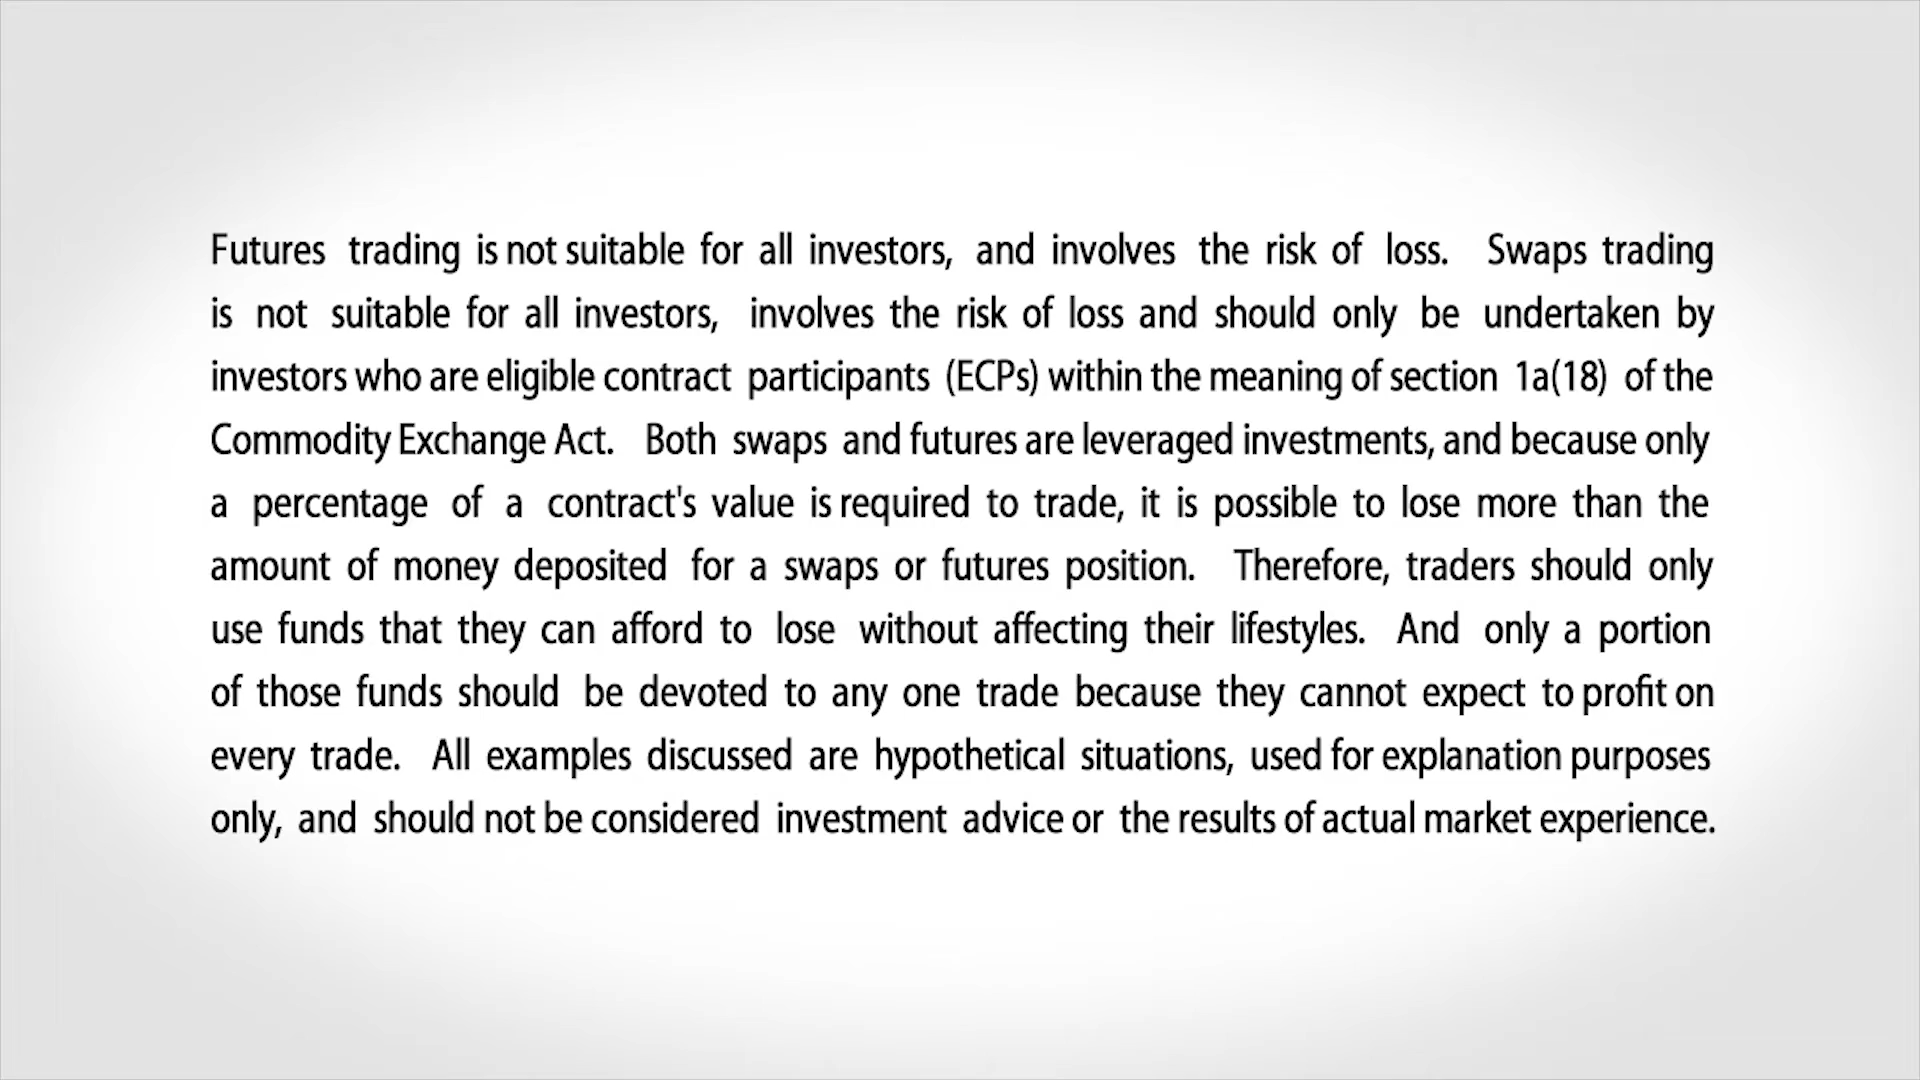 Futures trading is not suitable for all investors, and involves the risk of loss. Swaps trading
is not suitable for all investors, involves the risk of loss and should only be undertaken by
investors who are eligible contract participants (ECPs) within the meaning of section 1a(18) of the
Commodity Exchange Act. Both swaps and futures are leveraged investments, and because only
a percentage of a contract's value is required to trade, it is possible to lose more than the
amount of money deposited for a swaps or futures position. Therefore, traders should only
use funds that they can afford to lose without affecting their lifestyles. And only a portion
of those funds should be devoted to any one trade because they cannot expect to profit on
every trade. All examples discussed are hypothetical situations, used for explanation purposes
only, and should not be considered investment advice or the results of actual market experience.